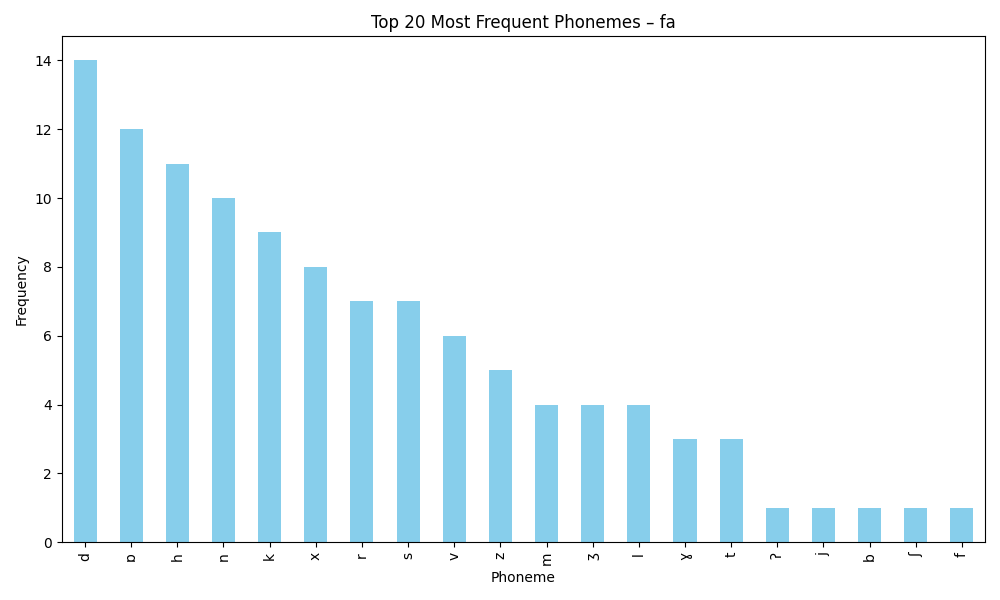 Top 20 Most Frequent Phonemes – fa
Frequency
14
12
10
8
6
4
2
0
d ɒ h n k x r s v z m ʒ l ɣ t ʔ j b ʃ f
Phoneme